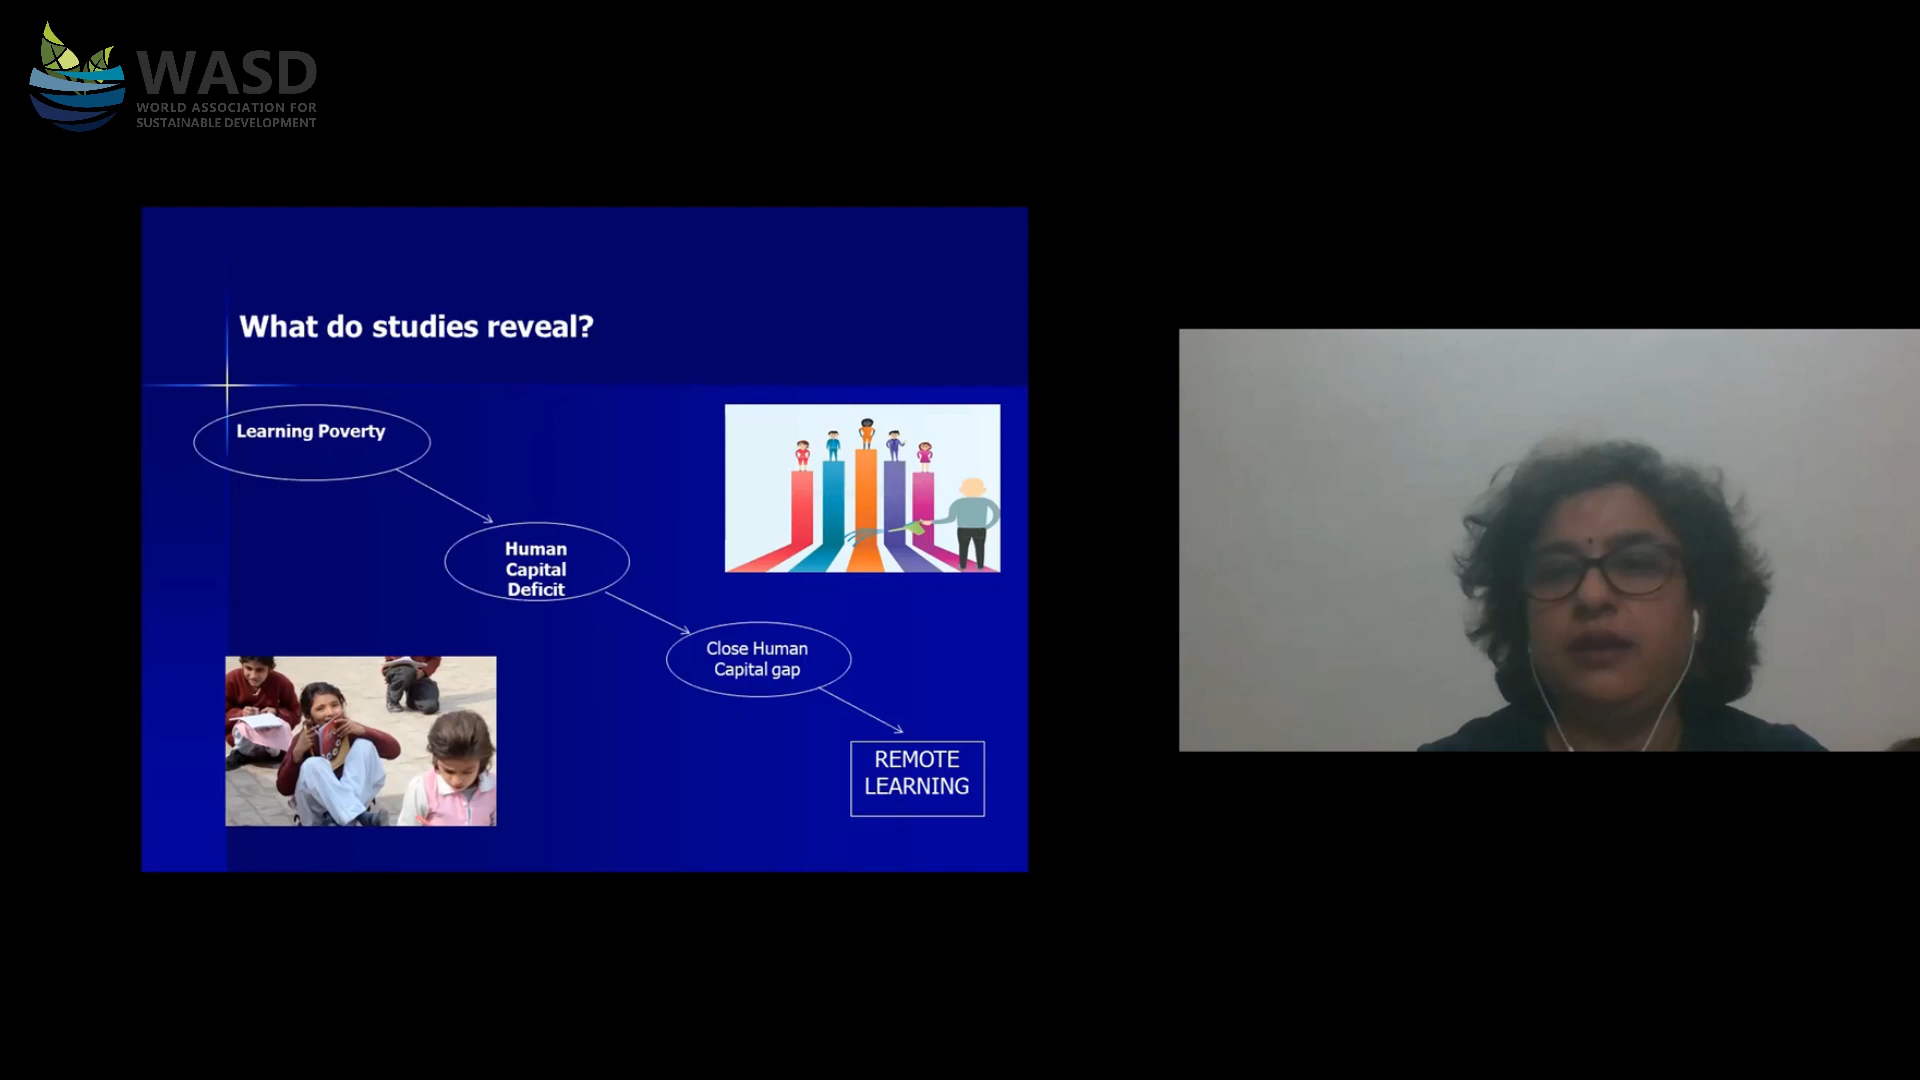 WASD
WORLD ASSOCIATION FOR
SUSTAINABLE DEVELOPMENT
What do studies reveal?
Learning Poverty
Human
Capital
Deficit
Close Human
Capital gap
REMOTE
LEARNING